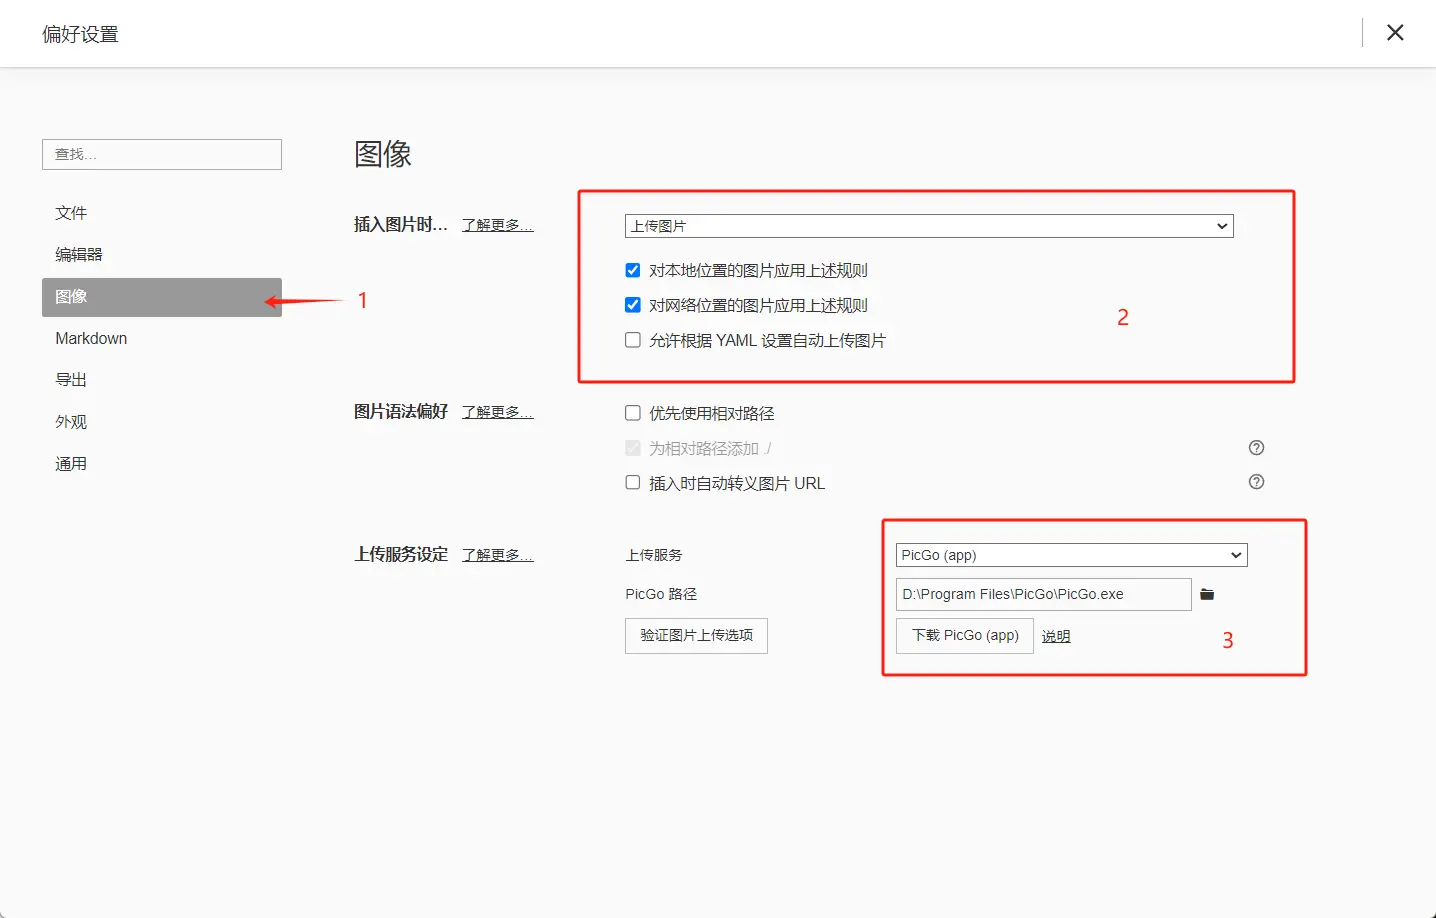 偏好设置
查找...
文件
编辑器
图像
1
Markdown
导出
外观
通用
图像
插入图片时... 了解更多...
上传图片
对本地位置的图片应用上述规则
对网络位置的图片应用上述规则
允许根据 YAML 设置自动上传图片
2
图片语法偏好 了解更多...
优先使用相对路径
为相对路径添加 ./
插入时自动转义图片 URL
上传服务设定 了解更多...
上传服务 PicGo (app)
PicGo 路径 D:\Program Files\PicGo\PicGo.exe
验证图片上传选项 下载 PicGo (app) 说明
3